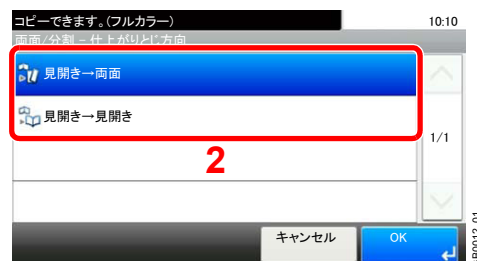 コピーできます。(フルカラー)
10:10
両面/分割 - 仕上がりとじ方向
見開き→両面
見開き→見開き
1/1
2
キャンセル
OK